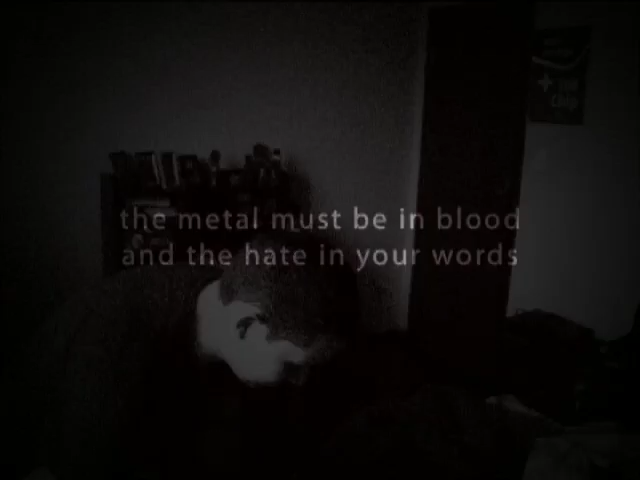 the metal must be in blood
and the hate in your words